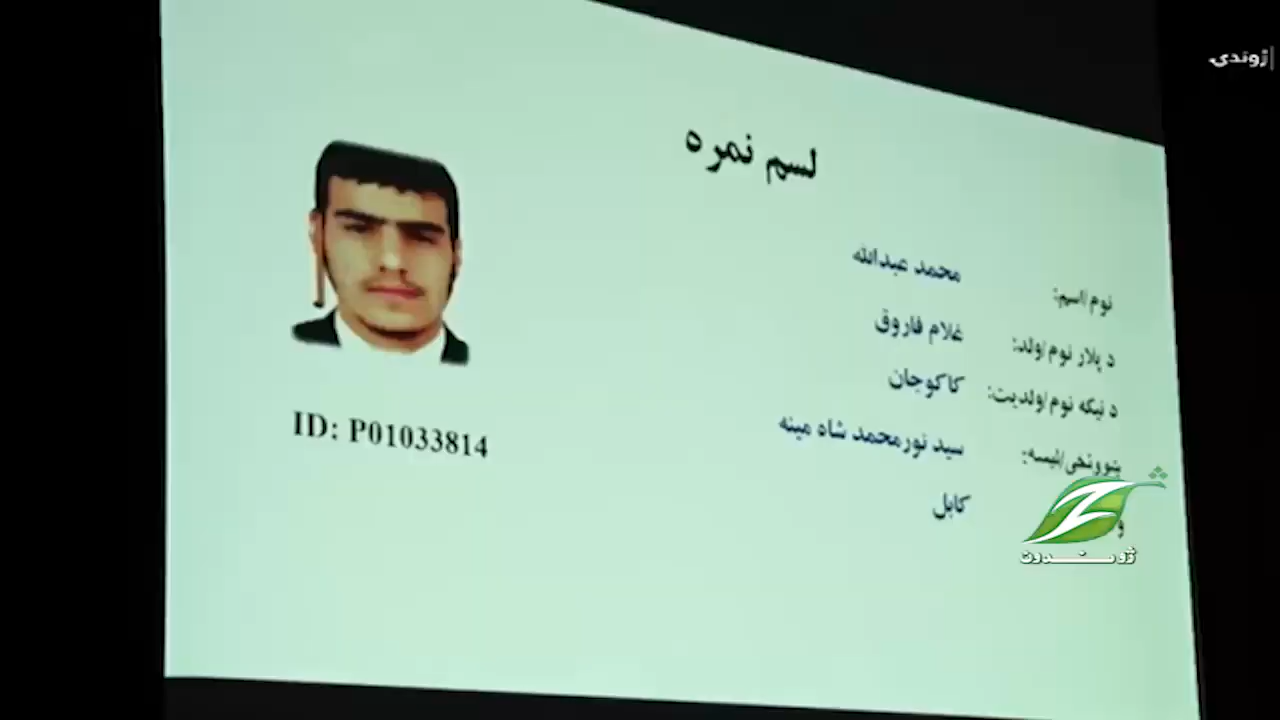 ژوندی
لسم نمره
نوم/اسم: محمد عبدالله
د پلار نوم/ولد: غلام فاروق
د نیکه نوم/ولدیت: کاکوجان
ښوونځی/لیسه: سید نورمحمد شاه مینه
و کابل
ID: P01033814
ژوندون